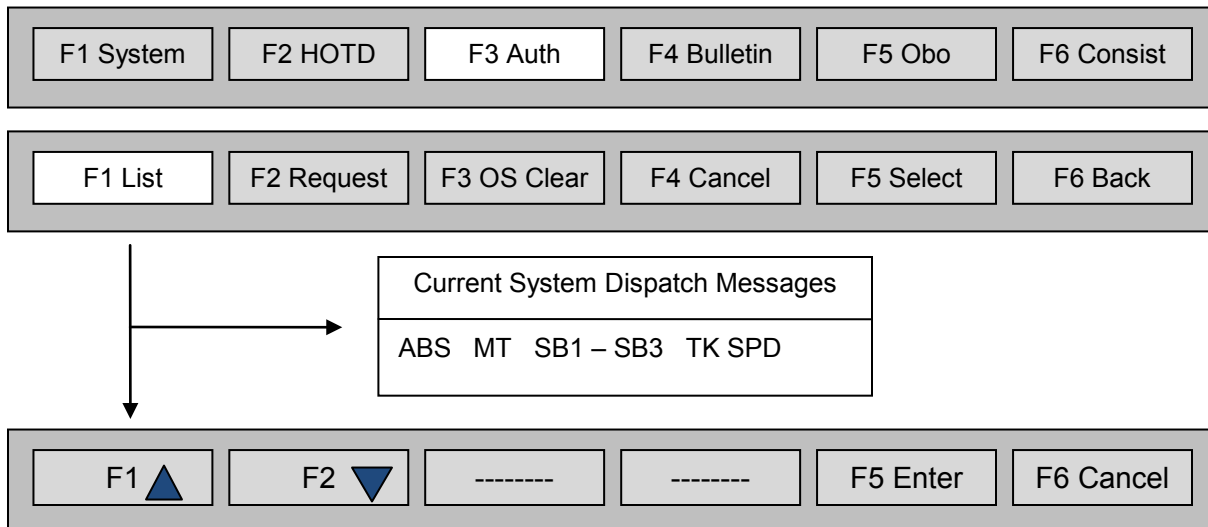 F1 System F2 HOTD F3 Auth F4 Bulletin F5 Obo F6 Consist
F1 List F2 Request F3 OS Clear F4 Cancel F5 Select F6 Back
Current System Dispatch Messages
ABS MT SB1 – SB3 TK SPD
F1 F2 -------- -------- F5 Enter F6 Cancel